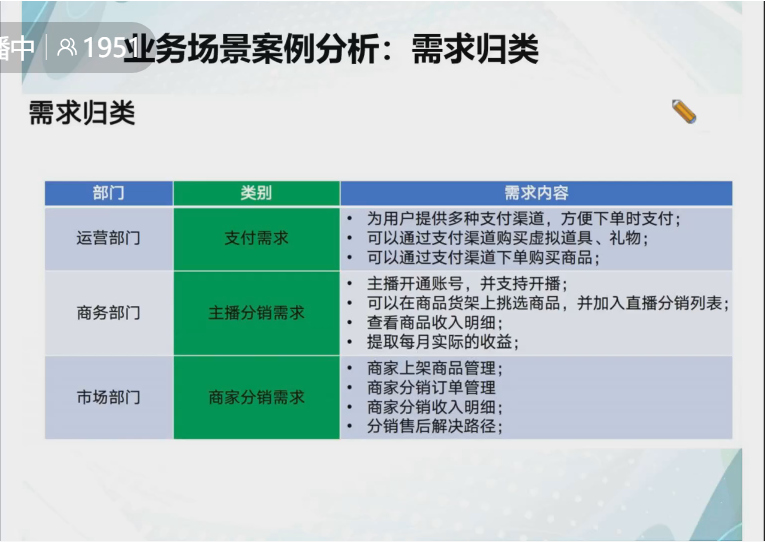 播中 1951
业务场景案例分析：需求归类
需求归类
部门 类别 需求内容
运营部门 支付需求
• 为用户提供多种支付渠道，方便下单时支付；
• 可以通过支付渠道购买虚拟道具、礼物；
• 可以通过支付渠道下单购买商品；
商务部门 主播分销需求
• 主播开通账号，并支持开播；
• 可以在商品货架上挑选商品，并加入直播分销列表；
• 查看商品收入明细；
• 提取每月实际的收益；
市场部门 商家分销需求
• 商家上架商品管理；
• 商家分销订单管理
• 商家分销收入明细；
• 分销售后解决路径；